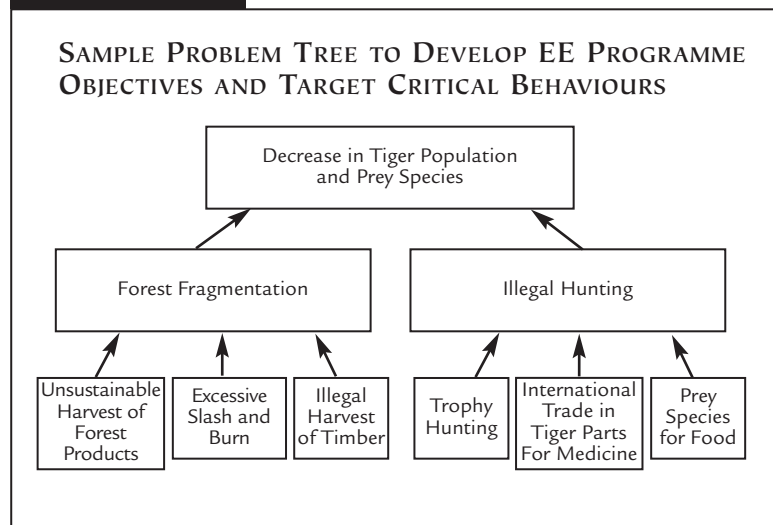 SAMPLE PROBLEM TREE TO DEVELOP EE PROGRAMME
OBJECTIVES AND TARGET CRITICAL BEHAVIOURS
Decrease in Tiger Population
and Prey Species
Forest Fragmentation
Illegal Hunting
Unsustainable
Harvest of
Forest
Products
Excessive
Slash and
Burn
Illegal
Harvest
of Timber
Trophy
Hunting
International
Trade in
Tiger Parts
For Medicine
Prey
Species
for Food